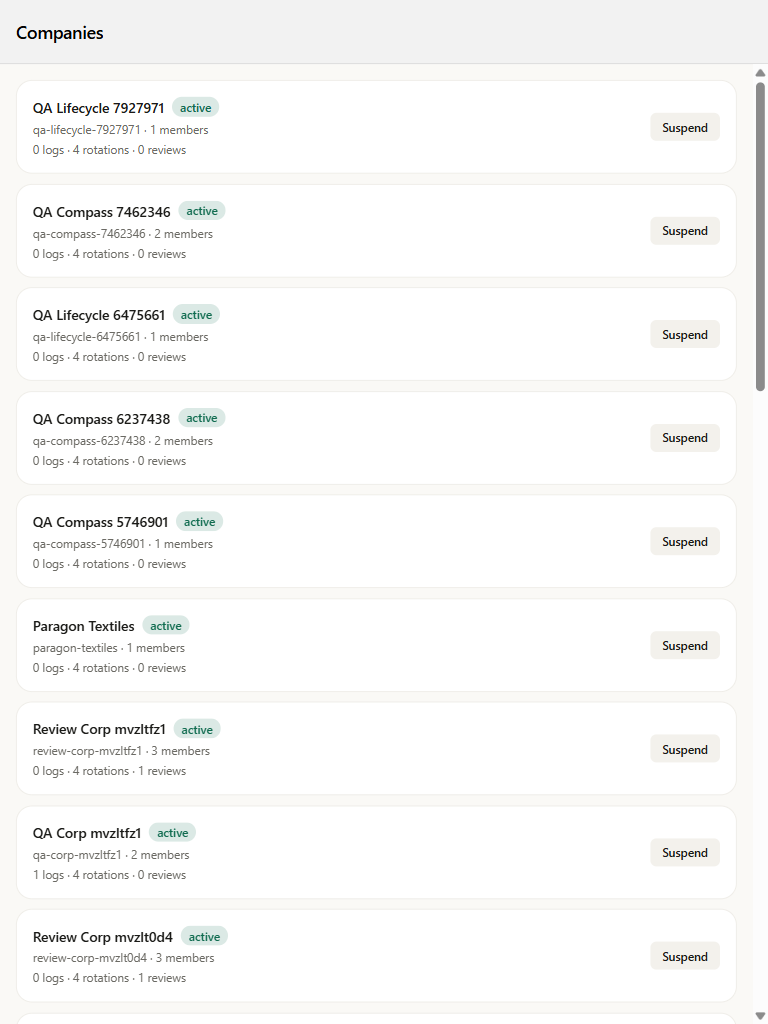 Companies
QA Lifecycle 7927971 active
qa-lifecycle-7927971 · 1 members
0 logs · 4 rotations · 0 reviews
Suspend
QA Compass 7462346 active
qa-compass-7462346 · 2 members
0 logs · 4 rotations · 0 reviews
Suspend
QA Lifecycle 6475661 active
qa-lifecycle-6475661 · 1 members
0 logs · 4 rotations · 0 reviews
Suspend
QA Compass 6237438 active
qa-compass-6237438 · 2 members
0 logs · 4 rotations · 0 reviews
Suspend
QA Compass 5746901 active
qa-compass-5746901 · 1 members
0 logs · 4 rotations · 0 reviews
Suspend
Paragon Textiles active
paragon-textiles · 1 members
0 logs · 4 rotations · 0 reviews
Suspend
Review Corp mvzltfz1 active
review-corp-mvzltfz1 · 3 members
0 logs · 4 rotations · 1 reviews
Suspend
QA Corp mvzltfz1 active
qa-corp-mvzltfz1 · 2 members
1 logs · 4 rotations · 0 reviews
Suspend
Review Corp mvzlt0d4 active
review-corp-mvzlt0d4 · 3 members
0 logs · 4 rotations · 1 reviews
Suspend